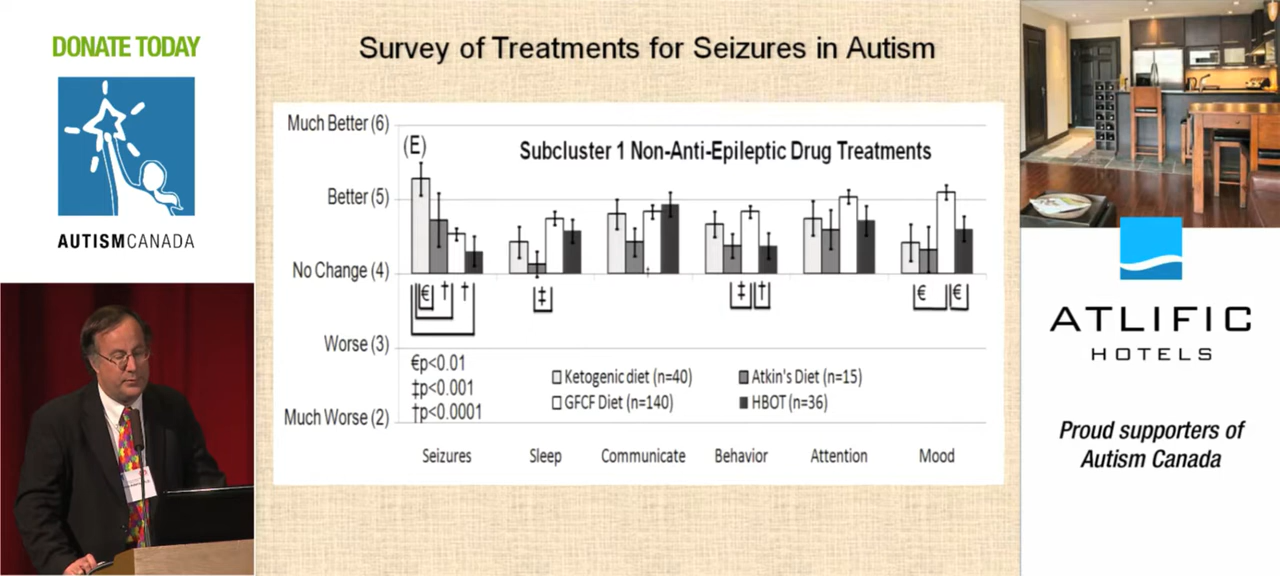 DONATE TODAY
AUTISMCANADA
Survey of Treatments for Seizures in Autism
Much Better (6)
(E)
Subcluster 1 Non-Anti-Epileptic Drug Treatments
Better (5)
No Change (4)
€ † †
‡
‡ †
€ €
Worse (3)
€p<0.01
‡p<0.001
†p<0.0001
Ketogenic diet (n=40)
Atkin's Diet (n=15)
GFCF Diet (n=140)
HBOT (n=36)
Much Worse (2)
Seizures Sleep Communicate Behavior Attention Mood
ATLIFIC
HOTELS
Proud supporters of
Autism Canada